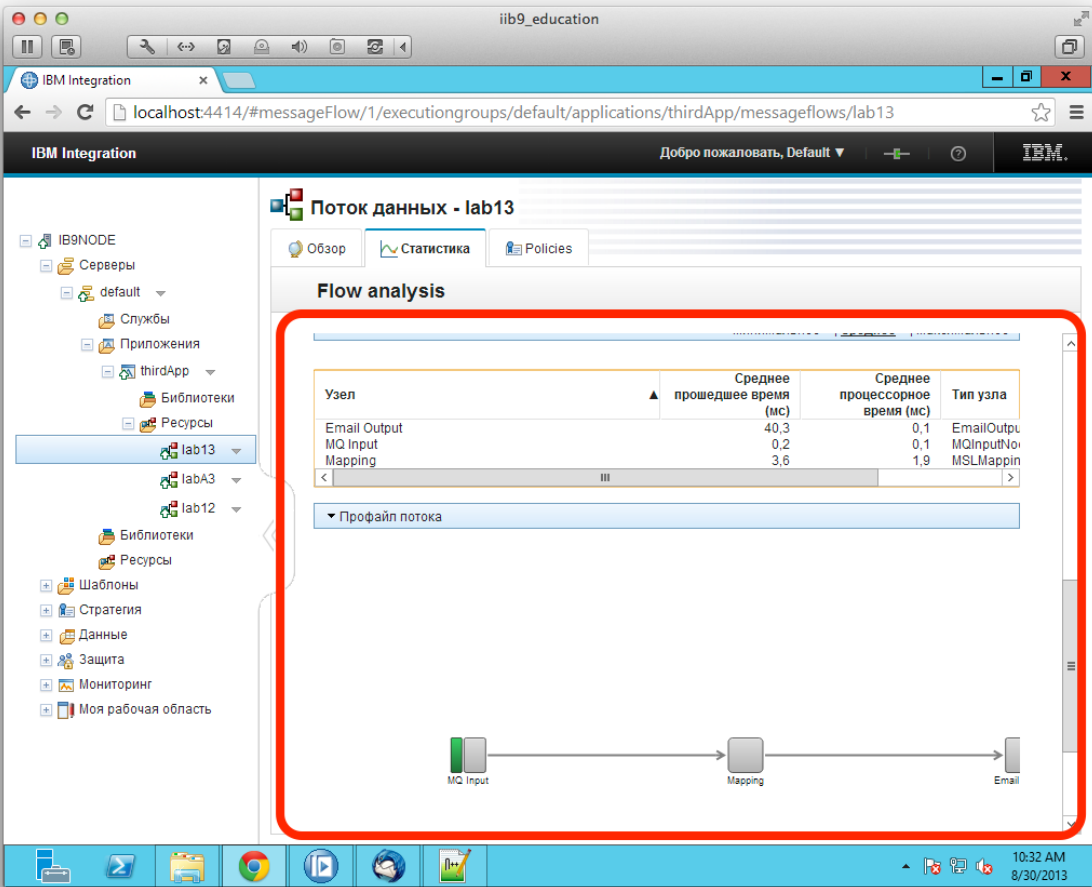 iib9_education
IBM Integration
localhost:4414/#messageFlow/1/executiongroups/default/applications/thirdApp/messageflows/lab13
IBM Integration
Добро пожаловать, Default
IBM.
Поток данных - lab13
Обзор
Статистика
Policies
Flow analysis
IB9NODE
Серверы
default
Службы
Приложения
thirdApp
Библиотеки
Ресурсы
lab13
labA3
lab12
Библиотеки
Ресурсы
Шаблоны
Стратегия
Данные
Защита
Мониторинг
Моя рабочая область
Узел
Среднее
прошедшее время
(мс)
Среднее
процессорное
время (мс)
Тип узла
Email Output 40,3 0,1 EmailOutpu
MQ Input 0,2 0,1 MQInputNo
Mapping 3,6 1,9 MSLMappin
Профайл потока
MQ Input
Mapping
Email
10:32 AM
8/30/2013